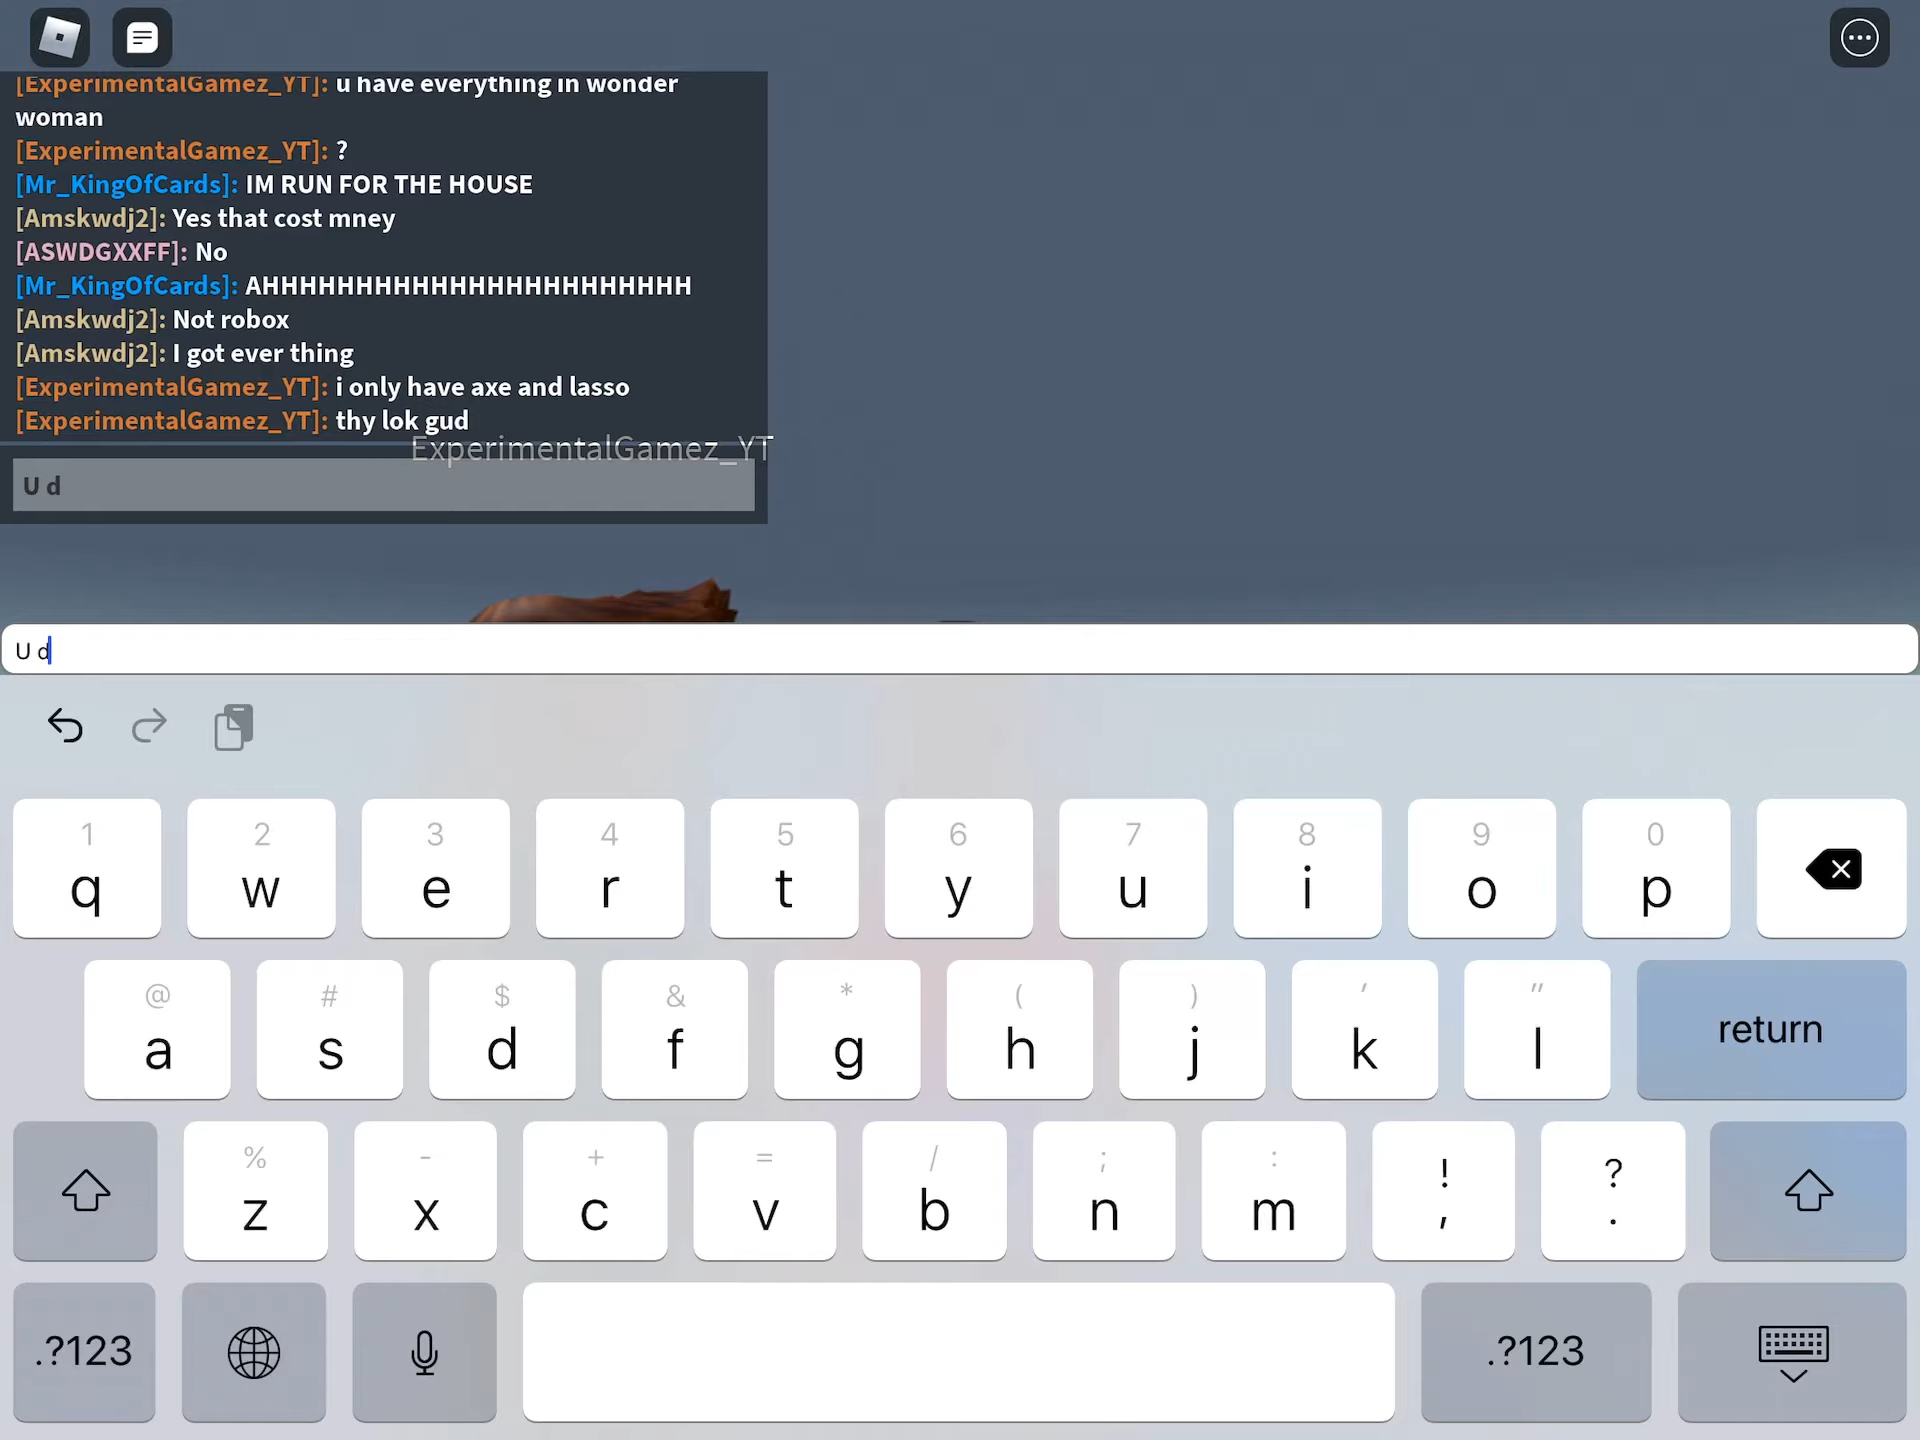 [ExperimentalGamez_YT]: u have everything in wonder
woman
[ExperimentalGamez_YT]: ?
[Mr_KingOfCards]: IM RUN FOR THE HOUSE
[Amskwdj2]: Yes that cost mney
[ASWDGXXFF]: No
[Mr_KingOfCards]: AHHHHHHHHHHHHHHHHHHHHHHH
[Amskwdj2]: Not robox
[Amskwdj2]: I got ever thing
[ExperimentalGamez_YT]: i only have axe and lasso
[ExperimentalGamez_YT]: thy lok gud
ExperimentalGamez_YT
U d
U d
1 2 3 4 5 6 7 8 9 0
q w e r t y u i o p
@ # $ & * ( ) ' "
a s d f g h j k l return
% - + = / ; : ! ?
z x c v b n m , .
.?123 .?123